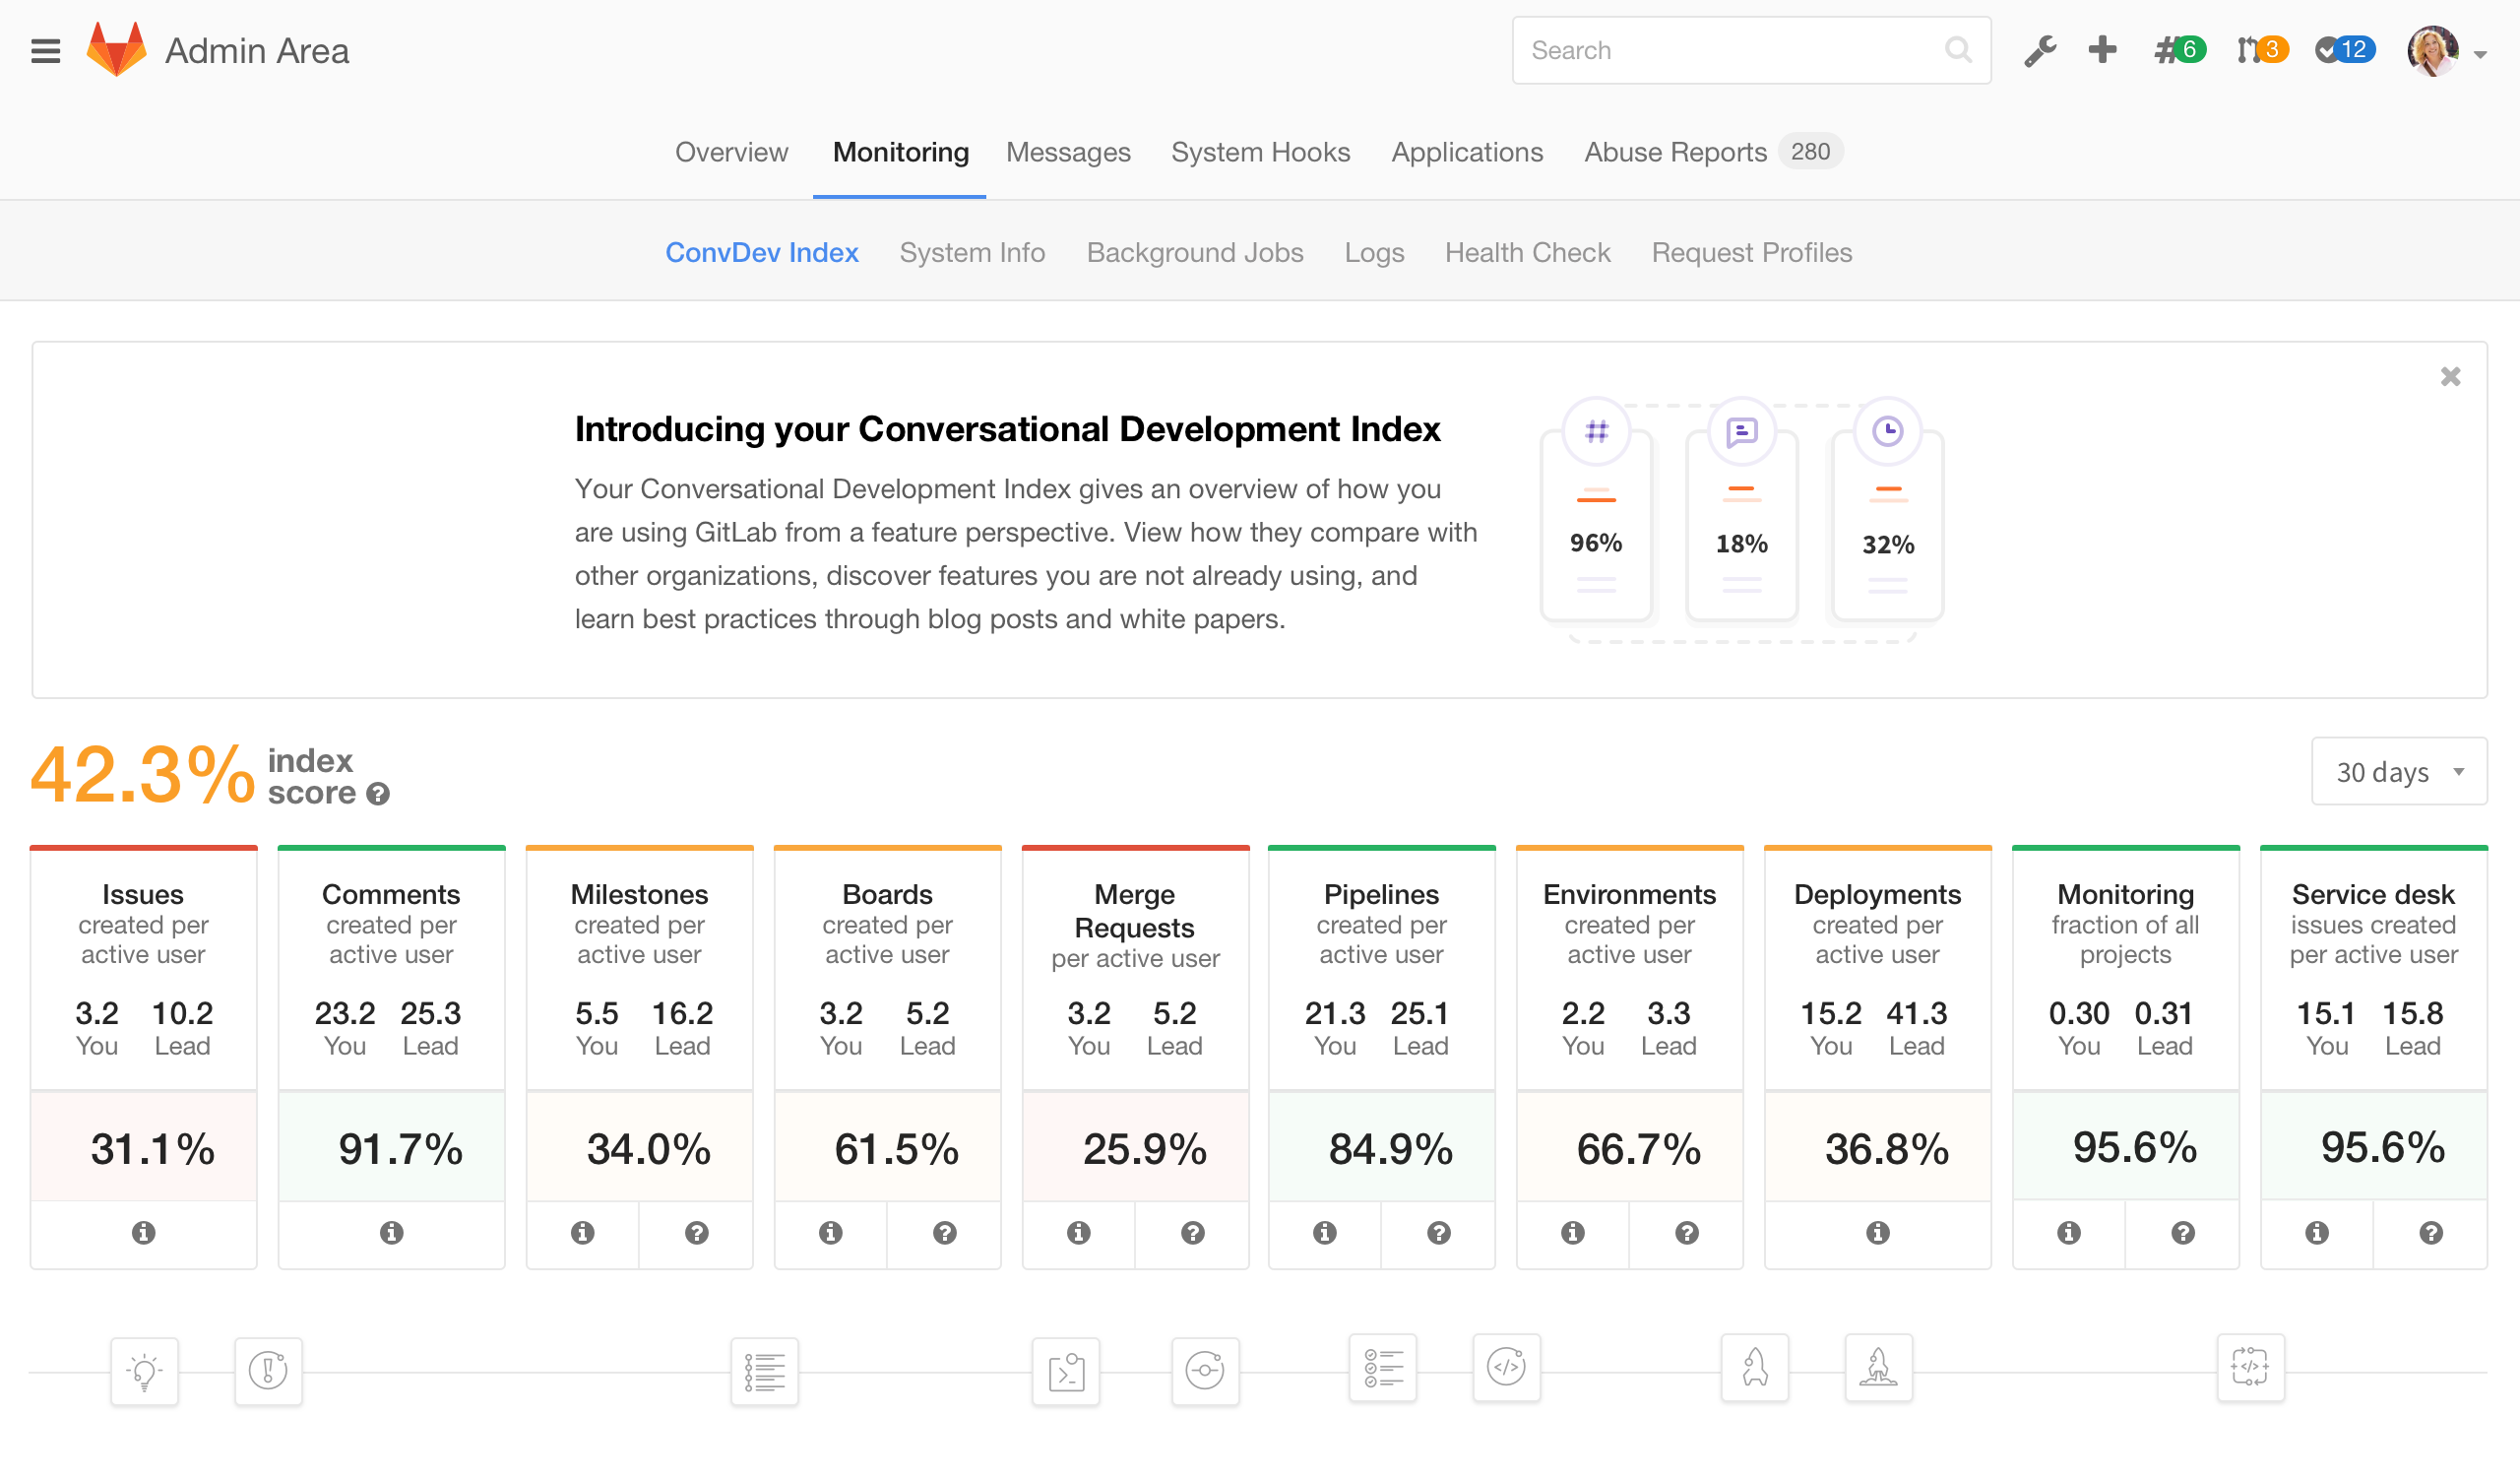 Admin Area
Search
6
3
12
Overview
Monitoring
Messages
System Hooks
Applications
Abuse Reports 280
ConvDev Index
System Info
Background Jobs
Logs
Health Check
Request Profiles
Introducing your Conversational Development Index
Your Conversational Development Index gives an overview of how you
are using GitLab from a feature perspective. View how they compare with
other organizations, discover features you are not already using, and
learn best practices through blog posts and white papers.
96%
18%
32%
42.3%
index
score
30 days
Issues
created per
active user
3.2 10.2
You Lead
31.1%
Comments
created per
active user
23.2 25.3
You Lead
91.7%
Milestones
created per
active user
5.5 16.2
You Lead
34.0%
Boards
created per
active user
3.2 5.2
You Lead
61.5%
Merge
Requests
per active user
3.2 5.2
You Lead
25.9%
Pipelines
created per
active user
21.3 25.1
You Lead
84.9%
Environments
created per
active user
2.2 3.3
You Lead
66.7%
Deployments
created per
active user
15.2 41.3
You Lead
36.8%
Monitoring
fraction of all
projects
0.30 0.31
You Lead
95.6%
Service desk
issues created
per active user
15.1 15.8
You Lead
95.6%